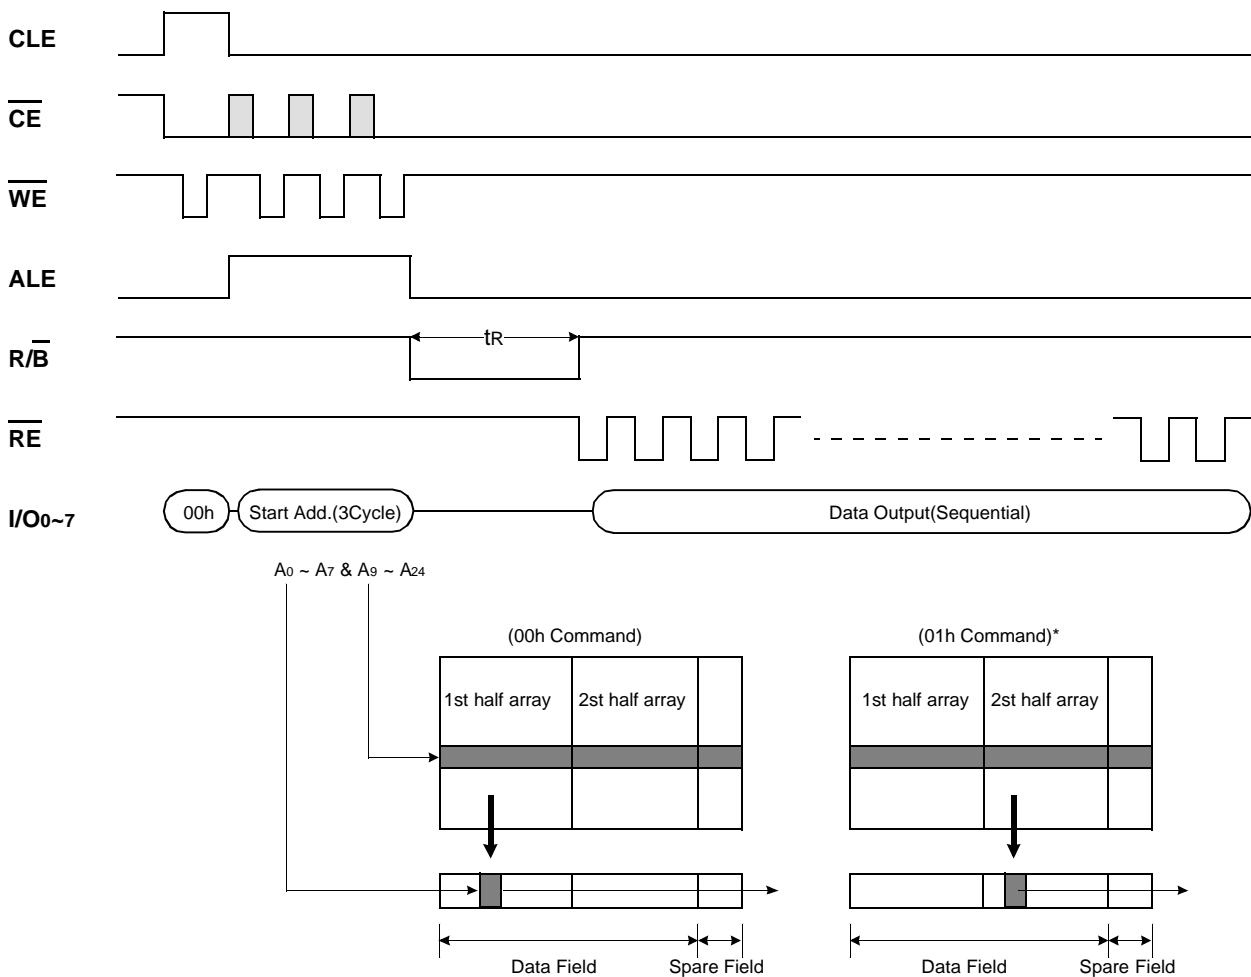 CLE
CE
WE
ALE
R/B
tR
RE
I/O0~7
00h
Start Add.(3Cycle)
Data Output(Sequential)
A0 ~ A7 & A9 ~ A24
(00h Command)
(01h Command)*
1st half array
2st half array
1st half array
2st half array
Data Field
Spare Field
Data Field
Spare Field